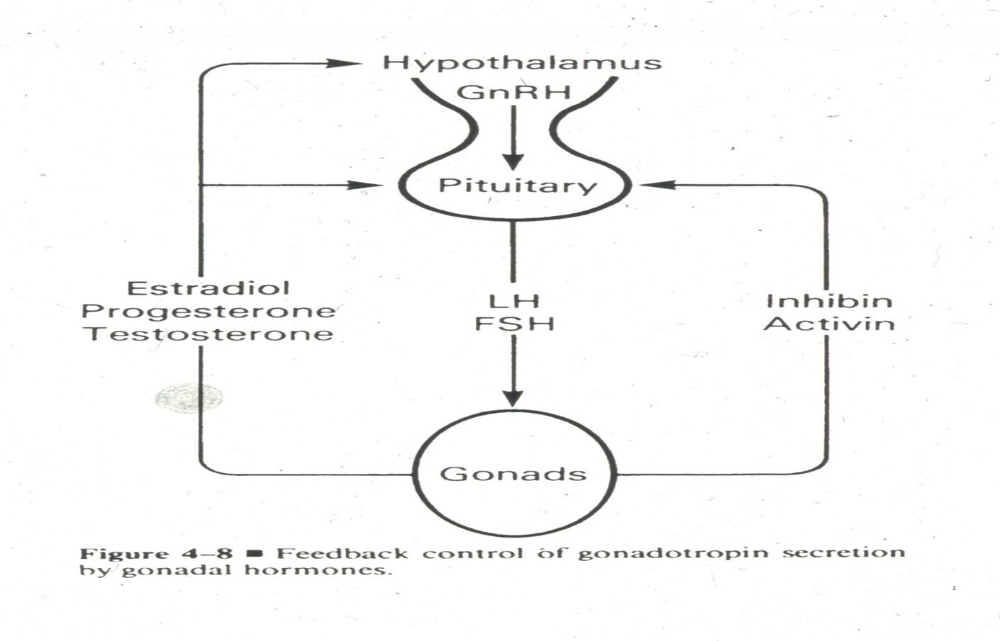 Hypothalamus
GnRH
Pituitary
Estradiol
Progesterone
Testosterone
LH
FSH
Inhibin
Activin
Gonads
Figure 4–8 ■ Feedback control of gonadotropin secretion
by gonadal hormones.